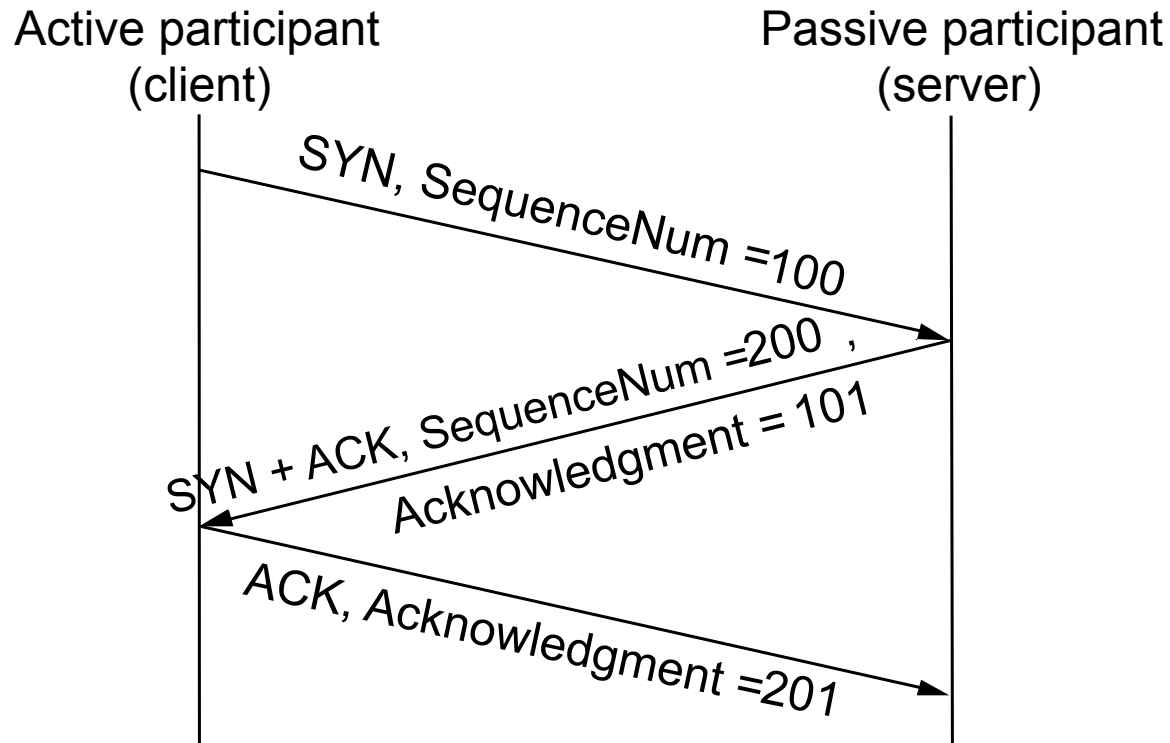 Active participant
(client)
Passive participant
(server)
SYN, SequenceNum =100
SYN + ACK, SequenceNum =200 ,
Acknowledgment = 101
ACK, Acknowledgment =201